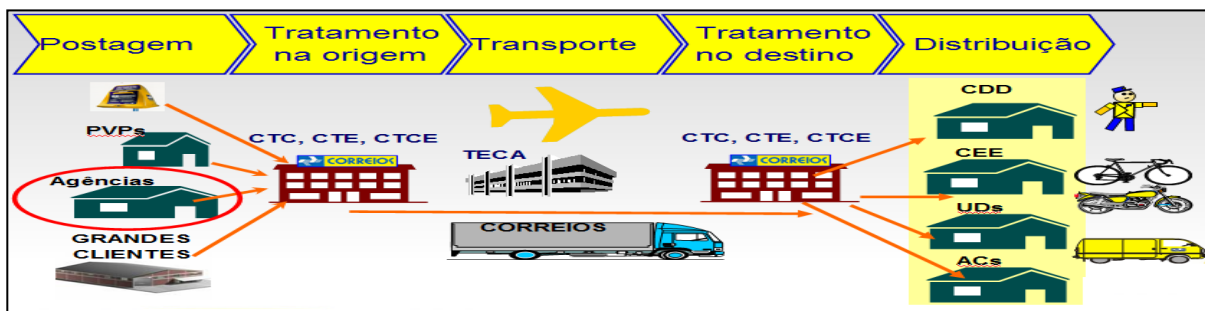 Postagem
Tratamento
na origem
Transporte
Tratamento
no destino
Distribuição
PVPs
Agências
GRANDES
CLIENTES
CTC, CTE, CTCE
CORREIOS
TECA
CORREIOS
CTC, CTE, CTCE
CORREIOS
CDD
CEE
UDs
ACs